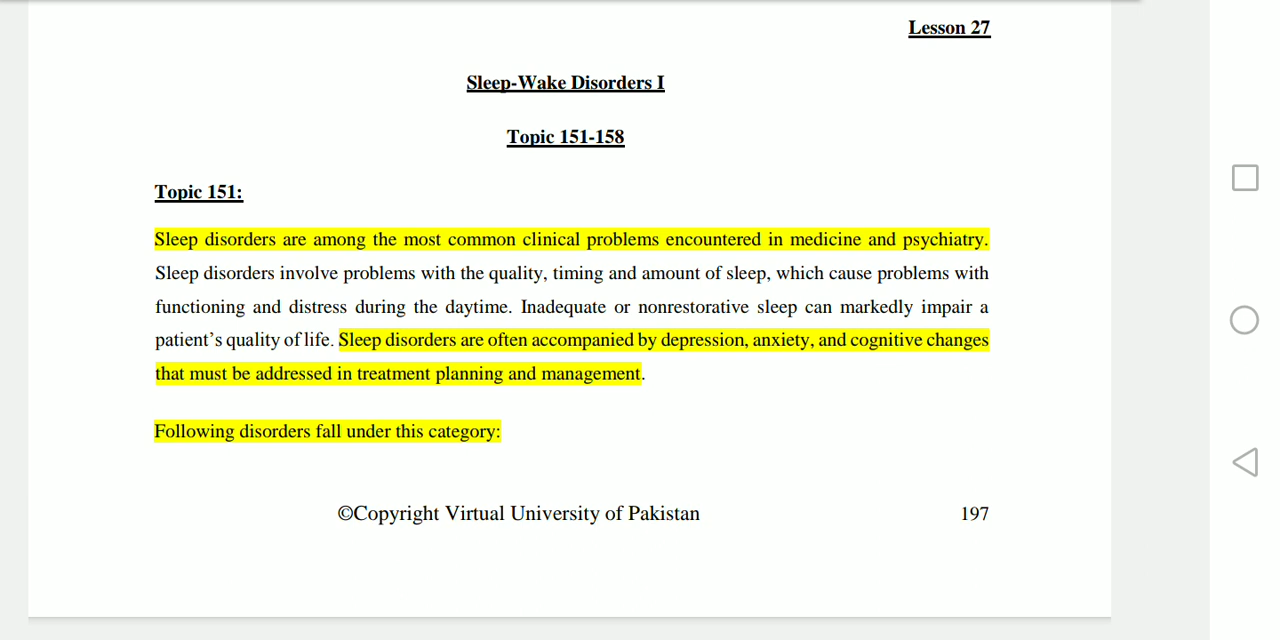 Lesson 27
Sleep-Wake Disorders I
Topic 151-158
Topic 151:
Sleep disorders are among the most common clinical problems encountered in medicine and psychiatry.
Sleep disorders involve problems with the quality, timing and amount of sleep, which cause problems with
functioning and distress during the daytime. Inadequate or nonrestorative sleep can markedly impair a
patient’s quality of life. Sleep disorders are often accompanied by depression, anxiety, and cognitive changes
that must be addressed in treatment planning and management.
Following disorders fall under this category:
©Copyright Virtual University of Pakistan 197